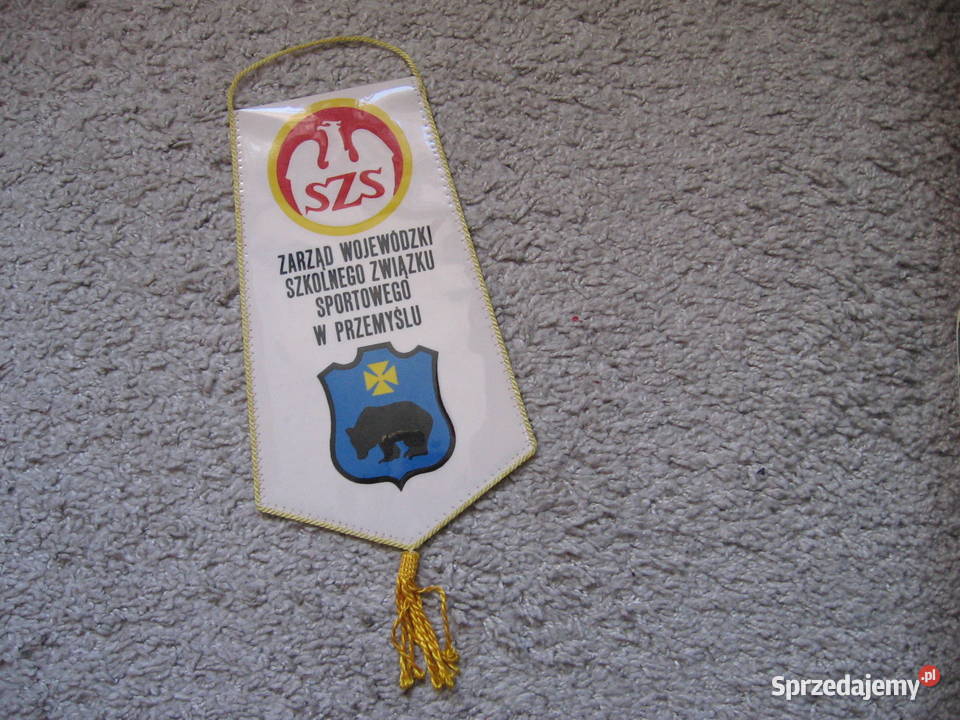 SZS
ZARZĄD WOJEWÓDZKI
SZKOLNEGO ZWIĄZKU
SPORTOWEGO
W PRZEMYŚLU
Sprzedajemy.pl